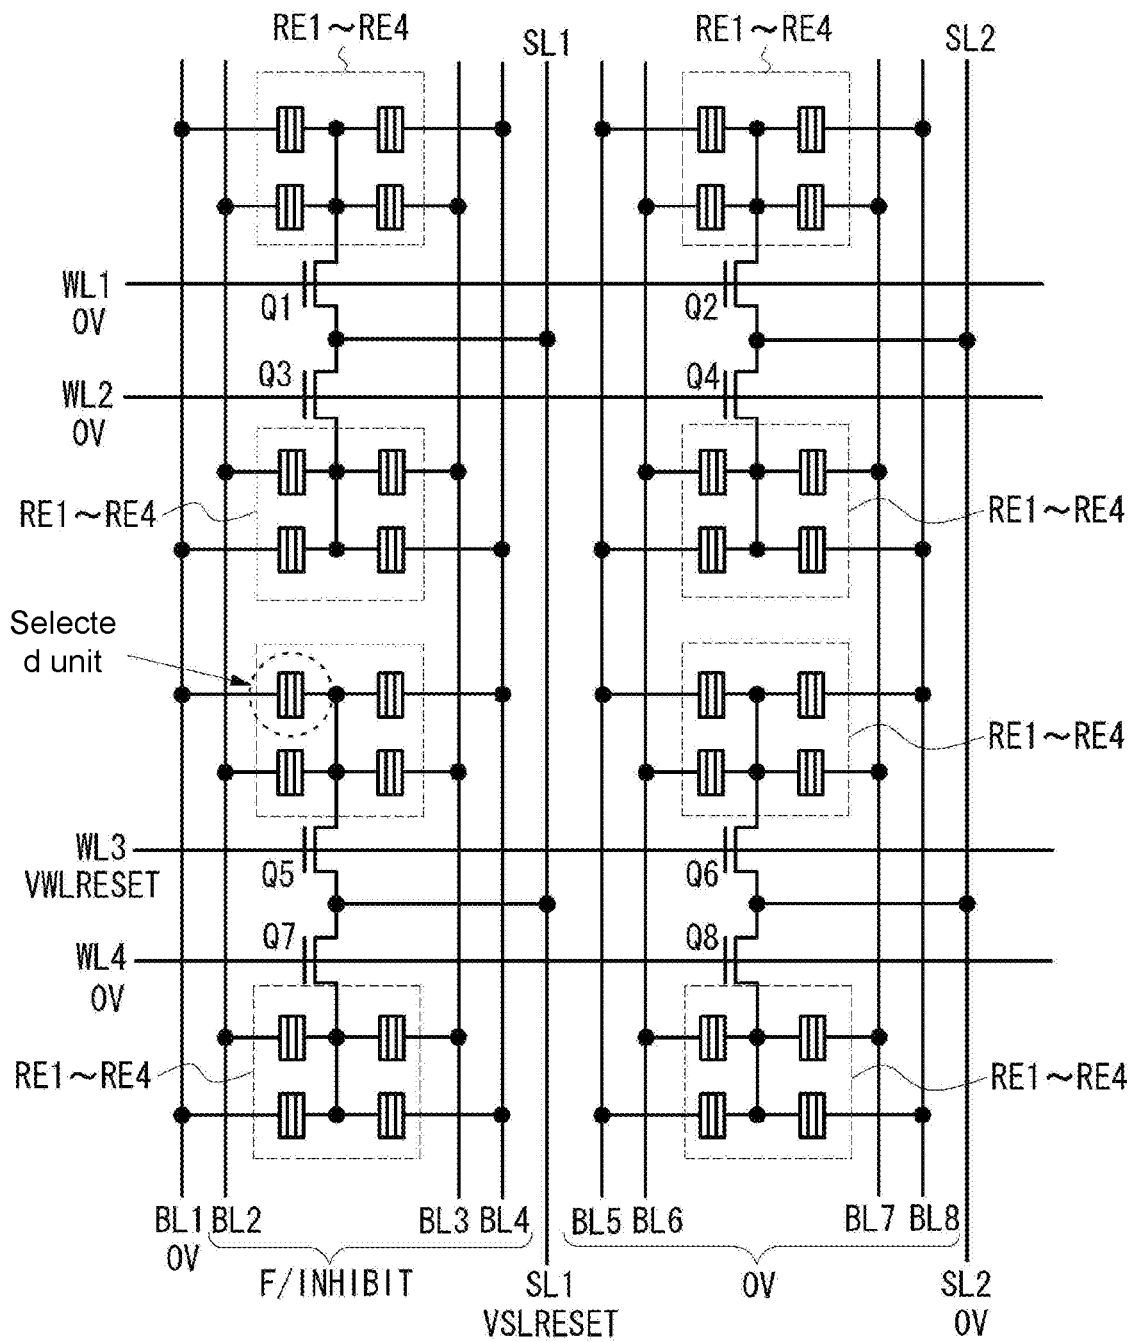 RE1～RE4
SL1
RE1～RE4
SL2
WL1
0V
Q1
Q2
WL2
0V
Q3
Q4
RE1～RE4
RE1～RE4
Selecte
d unit
RE1～RE4
WL3
VWLRESET
Q5
Q6
WL4
0V
Q7
Q8
RE1～RE4
RE1～RE4
BL1 BL2 BL3 BL4 BL5 BL6 BL7 BL8
0V
F/INHIBIT
SL1
VSLRESET
0V
SL2
0V